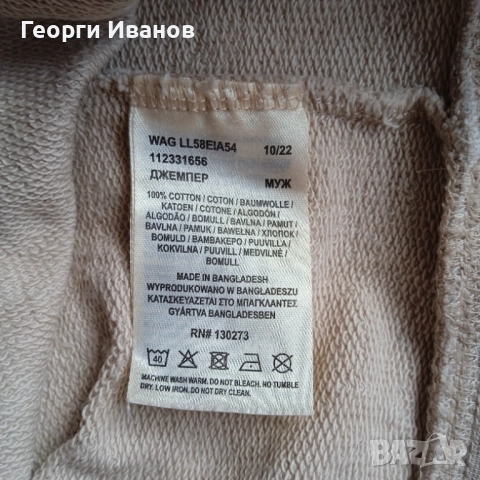 Георги Иванов
WAG LL58EIA54 10/22
112331656
ДЖЕМПЕР МУЖ
100% COTTON / COTON / BAUMWOLLE /
KATOEN / COTONE / ALGODÓN /
ALGODÃO / BOMULL / BAVLNA / PAMUT /
BAVLNA / PAMUK / БАВЕЛНА / ХЛОПОК /
BOMULD / ΒΑΜΒΑΚΕΡΟ / PUUVILLA /
KOKVILNA / PUUVILL / MEDVILNĖ /
BOMULL
MADE IN BANGLADESH
WYPRODUKOWANO W BANGLADESZU
ΚΑΤΑΣΚΕΥΑΖΕΤΑΙ ΣΤΟ ΜΠΑΓΚΛΑΝΤΕΣ
GYÁRTVA BANGLADESBEN
RN# 130273
40
MACHINE WASH WARM. DO NOT BLEACH. NO TUMBLE
DRY. LOW IRON. DO NOT DRY CLEAN.
BAZAR